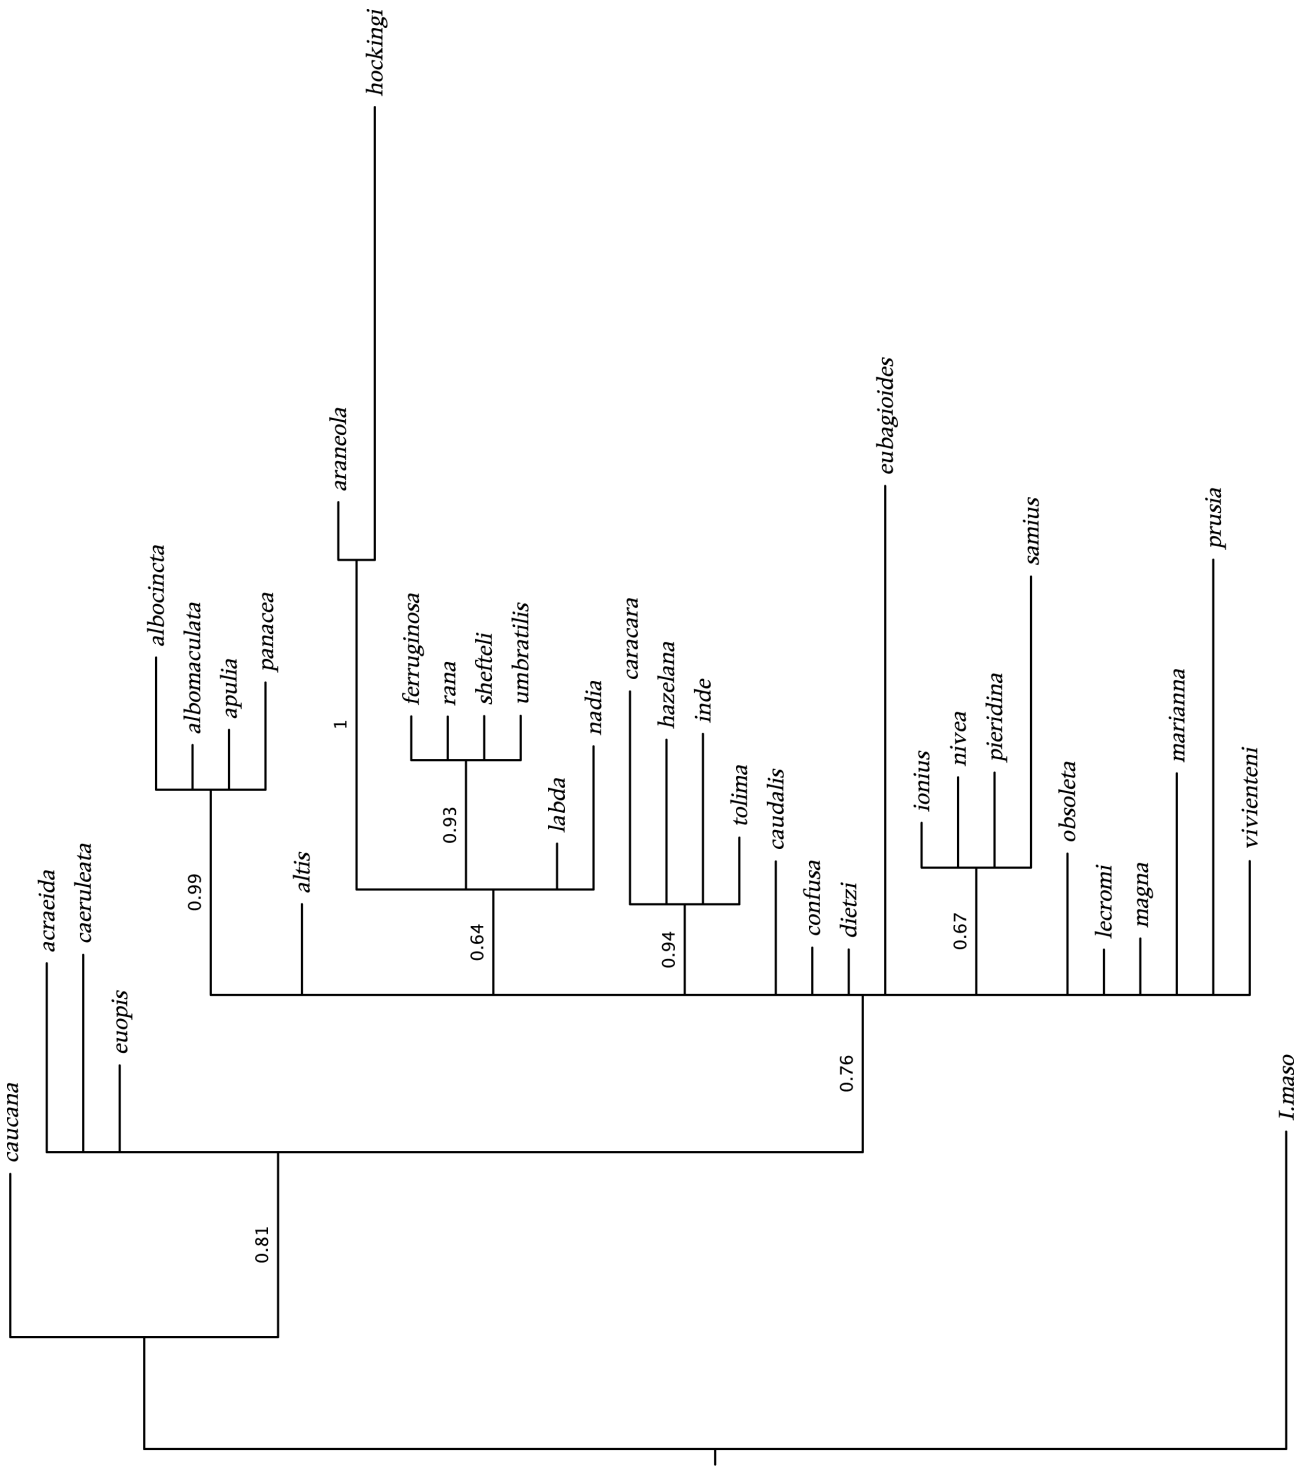 caucana
acraeida
caeruleata
euopis
albocincta
albomaculata
apulia
panacea
altis
araneola
hockingi
ferruginosa
rana
shefteli
umbratilis
labda
nadia
caracara
hazelana
inde
tolima
caudalis
confusa
dietzi
eubagioides
ionius
nivea
pieridina
samius
obsoleta
lecromi
magna
marianna
prusia
vivienteni
I.maso
0.81
0.99
1
0.93
0.64
0.94
0.76
0.67